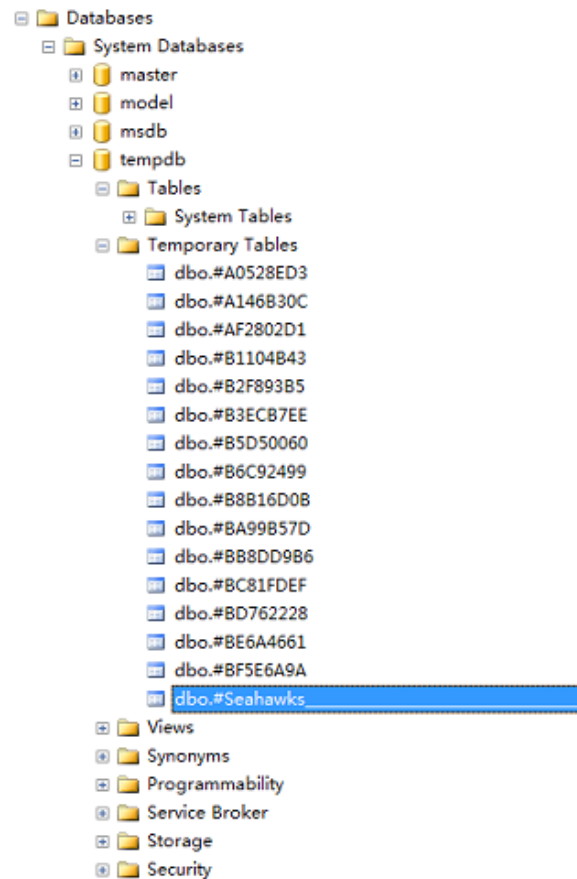 Databases
System Databases
master
model
msdb
tempdb
Tables
System Tables
Temporary Tables
dbo.#A0528ED3
dbo.#A146B30C
dbo.#AF2802D1
dbo.#B1104B43
dbo.#B2F893B5
dbo.#B3ECB7EE
dbo.#B5D50060
dbo.#B6C92499
dbo.#B8B16D0B
dbo.#BA99B57D
dbo.#BB8DD9B6
dbo.#BC81FDEF
dbo.#BD762228
dbo.#BE6A4661
dbo.#BF5E6A9A
dbo.#Seahawks______________________________
Views
Synonyms
Programmability
Service Broker
Storage
Security